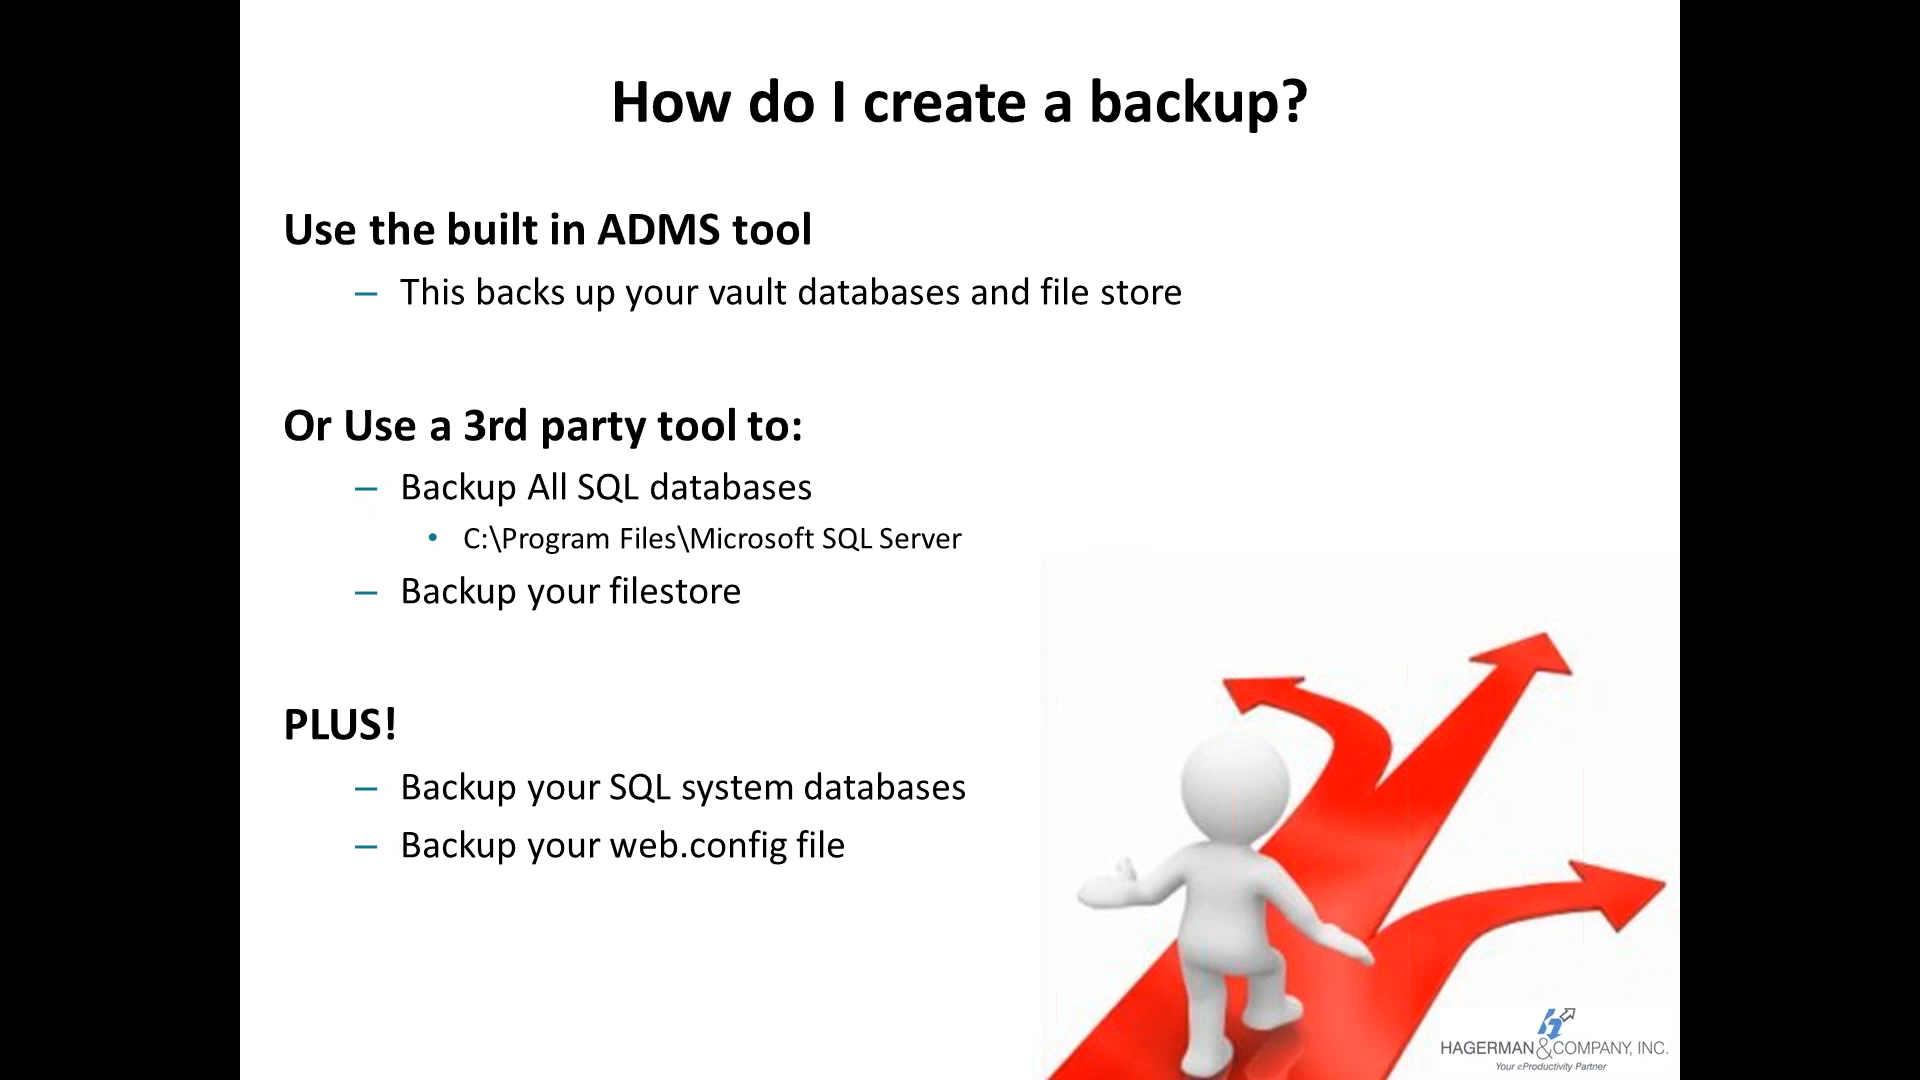 How do I create a backup?
Use the built in ADMS tool
– This backs up your vault databases and file store
Or Use a 3rd party tool to:
– Backup All SQL databases
• C:\Program Files\Microsoft SQL Server
– Backup your filestore
PLUS!
– Backup your SQL system databases
– Backup your web.config file
HAGERMAN&COMPANY, INC.
Your eProductivity Partner